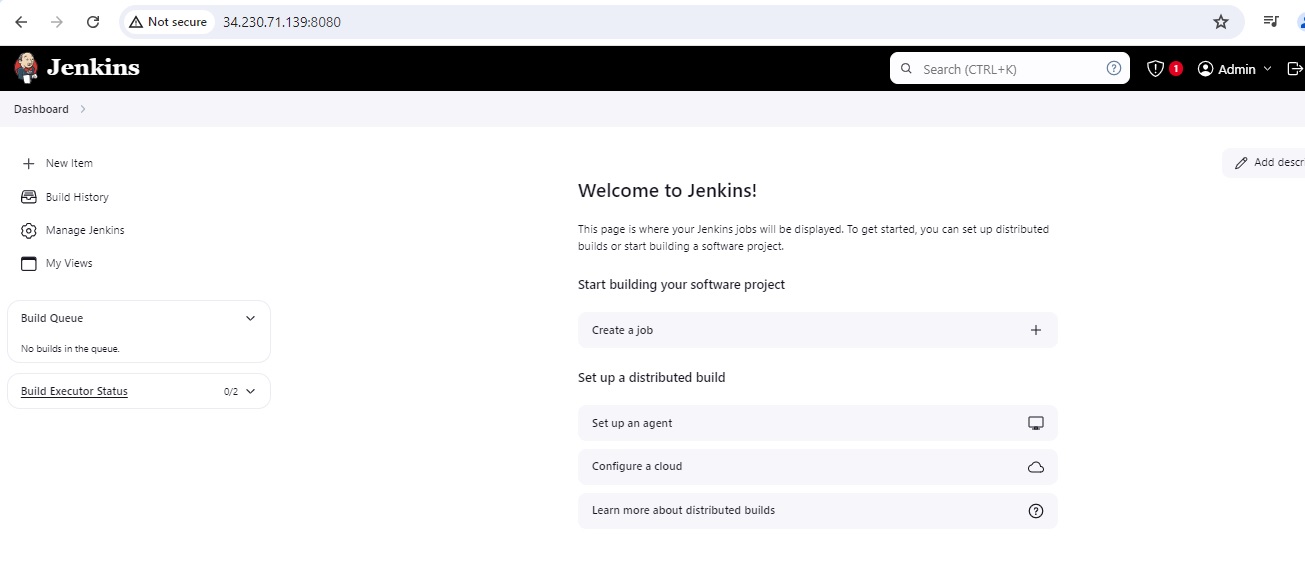 Not secure 34.230.71.139:8080
Jenkins
Search (CTRL+K)
1
Admin
Dashboard
New Item
Build History
Manage Jenkins
My Views
Build Queue
No builds in the queue.
Build Executor Status 0/2
Add descr
Welcome to Jenkins!
This page is where your Jenkins jobs will be displayed. To get started, you can set up distributed
builds or start building a software project.
Start building your software project
Create a job
Set up a distributed build
Set up an agent
Configure a cloud
Learn more about distributed builds